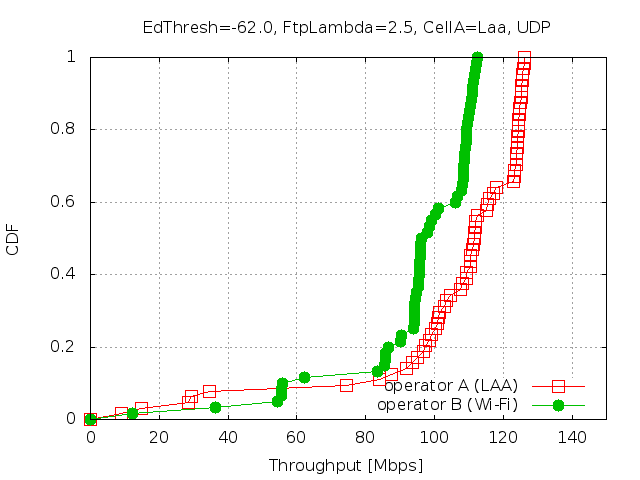 EdThresh=-62.0, FtpLambda=2.5, CellA=Laa, UDP
1
0.8
0.6
0.4
0.2
0
CDF
operator A (LAA)
operator B (Wi-Fi)
0 20 40 60 80 100 120 140
Throughput [Mbps]